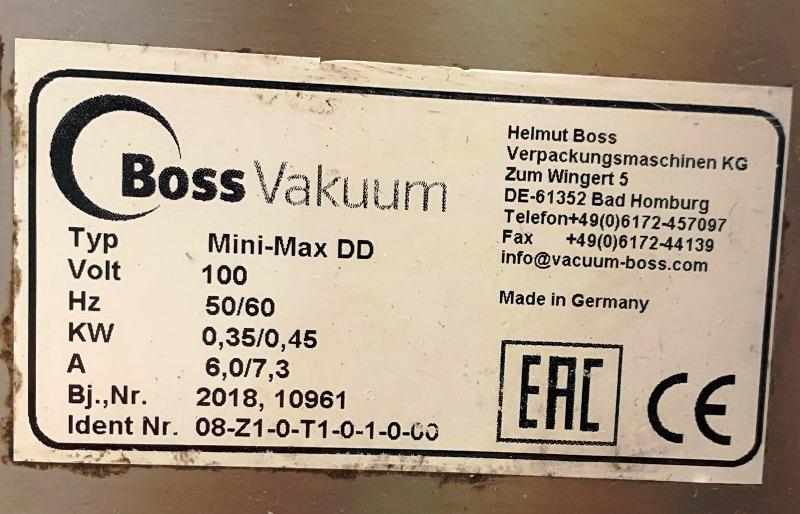 Boss Vakuum
Typ Mini-Max DD
Volt 100
Hz 50/60
KW 0,35/0,45
A 6,0/7,3
Bj.,Nr. 2018, 10961
Ident Nr. 08-Z1-0-T1-0-1-0-00
Helmut Boss
Verpackungsmaschinen KG
Zum Wingert 5
DE-61352 Bad Homburg
Telefon+49(0)6172-457097
Fax +49(0)6172-44139
info@vacuum-boss.com
Made in Germany
EAC CE